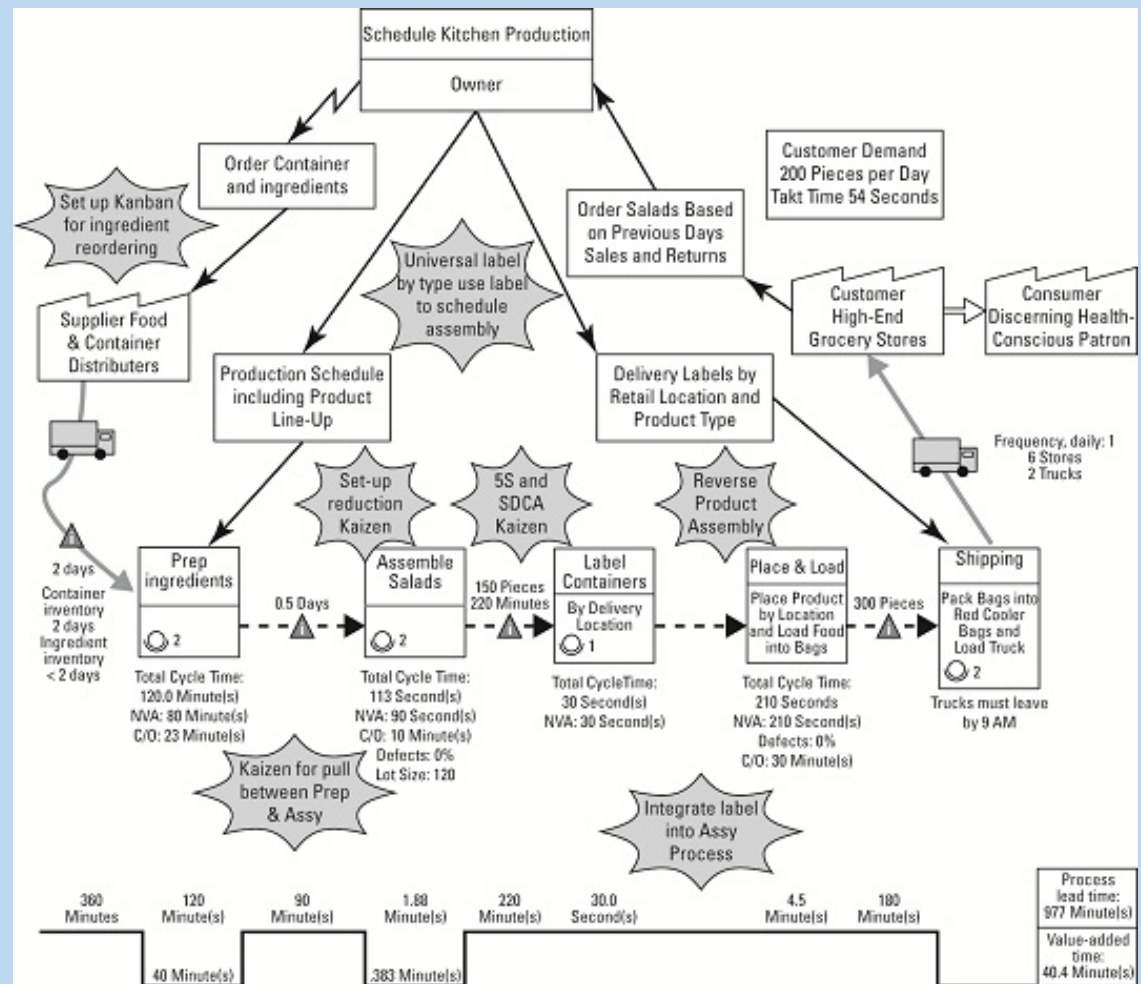 Schedule Kitchen Production
Owner
Order Container
and ingredients
Set up Kanban
for ingredient
reordering
Universal label
by type use label
to schedule
assembly
Order Salads Based
on Previous Days
Sales and Returns
Customer Demand
200 Pieces per Day
Takt Time 54 Seconds
Supplier Food
& Container
Distributers
Customer
High-End
Grocery Stores
Consumer
Discerning Health-
Conscious Patron
Production Schedule
including Product
Line-Up
Delivery Labels by
Retail Location and
Product Type
Frequency, daily: 1
6 Stores
2 Trucks
Set-up
reduction
Kaizen
5S and
SDCA
Kaizen
Reverse
Product
Assembly
2 days
Container
inventory
2 days
Ingredient
inventory
< 2 days
Prep
ingredients
2
Total Cycle Time:
120.0 Minute(s)
NVA: 80 Minute(s)
C/O: 23 Minute(s)
0.5 Days
Assemble
Salads
2
Total Cycle Time:
113 Second(s)
NVA: 90 Second(s)
C/O: 10 Minute(s)
Defects: 0%
Lot Size: 120
150 Pieces
220 Minutes
Label
Containers
By Delivery
Location
1
Total CycleTime:
30 Second(s)
NVA: 30 Second(s)
Place & Load
Place Product
by Location
and Load Food
into Bags
Total Cycle Time:
210 Seconds
NVA: 210 Second(s)
Defects: 0%
C/O: 30 Minute(s)
300 Pieces
Shipping
Pack Bags into
Red Cooler
Bags and
Load Truck
2
Trucks must leave
by 9 AM
Kaizen for pull
between Prep
& Assy
Integrate label
into Assy
Process
360
Minutes
120
Minute(s)
90
Minute(s)
1.88
Minute(s)
220
Minute(s)
30.0
Second(s)
4.5
Minute(s)
180
Minute(s)
40 Minute(s)
.383 Minute(s)
Process
lead time:
977 Minute(s)
Value-added
time:
40.4 Minute(s)